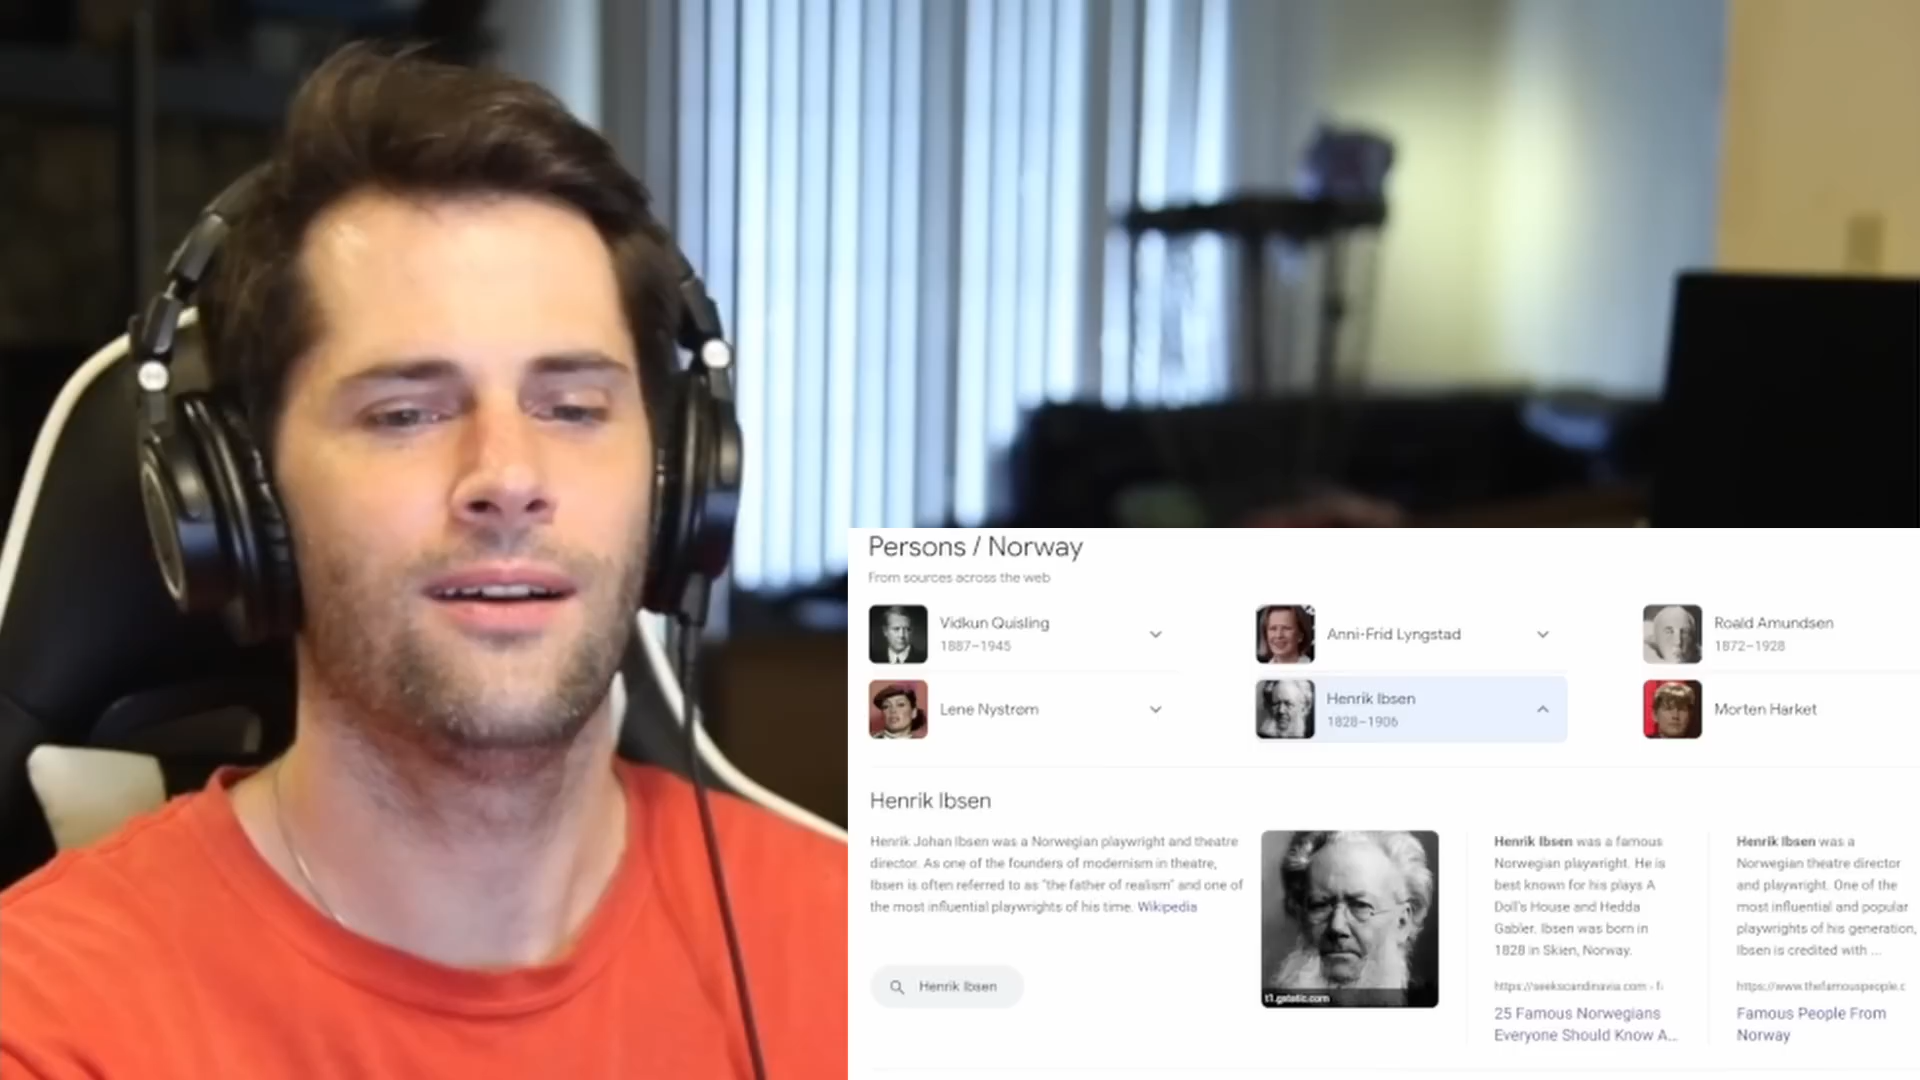 Persons / Norway
From sources across the web
Vidkun Quisling
1887–1945
Anni-Frid Lyngstad
Roald Amundsen
1872–1928
Lene Nystrøm
Henrik Ibsen
1828–1906
Morten Harket
Henrik Ibsen
Henrik Johan Ibsen was a Norwegian playwright and theatre
director. As one of the founders of modernism in theatre,
Ibsen is often referred to as "the father of realism" and one of
the most influential playwrights of his time. Wikipedia
Henrik Ibsen
t1.gstatic.com
Henrik Ibsen was a famous
Norwegian playwright. He is
best known for his plays A
Doll's House and Hedda
Gabler. Ibsen was born in
1828 in Skien, Norway.
https://seekscandinavia.com › f
25 Famous Norwegians
Everyone Should Know A...
Henrik Ibsen was a
Norwegian theatre director
and playwright. One of the
most influential and popular
playwrights of his generation,
Ibsen is credited with ...
https://www.thefamouspeople.c
Famous People From
Norway